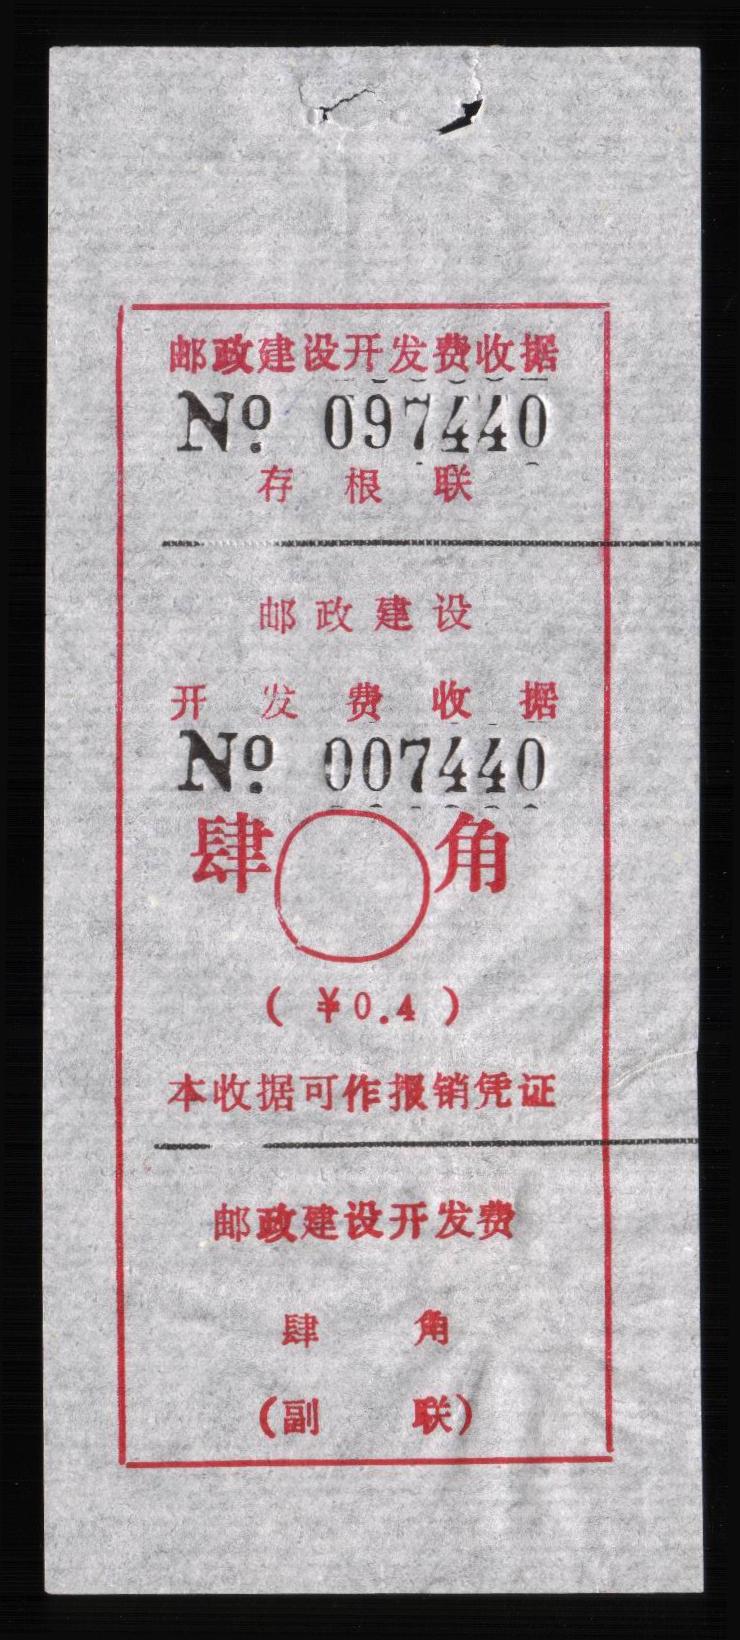 邮政建设开发费收据
No 097440
存根联
邮政建设
开发费收据
No 007440
肆角
(¥0.4)
本收据可作报销凭证
邮政建设开发费
肆角
(副联)